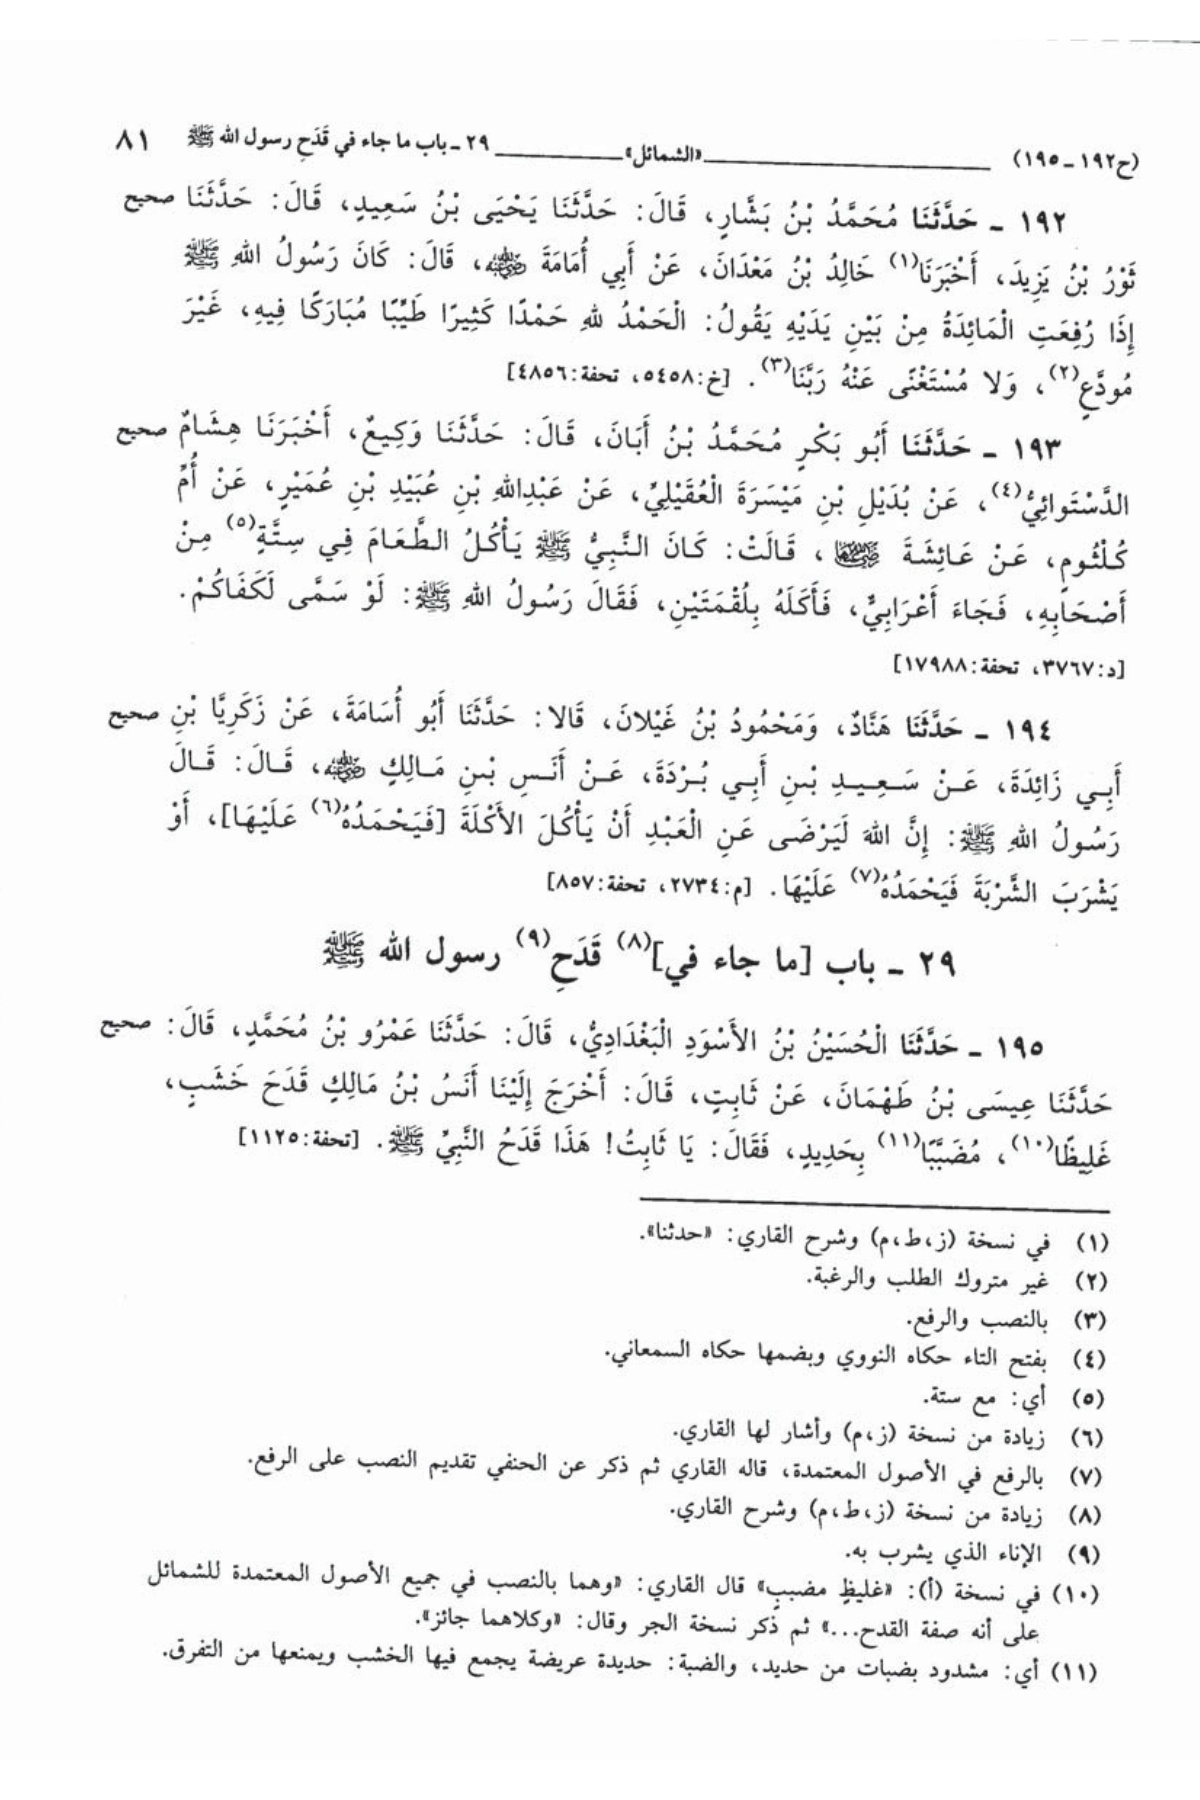 (ح١٩٢ - ١٩٥) «الشمائل» ٢٩ - باب ما جاء في قَدَحِ رسول الله ﷺ ٨١
١٩٢ - حَدَّثَنَا مُحَمَّدُ بْنُ بَشَّارٍ، قَالَ: حَدَّثَنَا يَحْيَى بْنُ سَعِيدٍ، قَالَ: حَدَّثَنَا صحيح
ثَوْرُ بْنُ يَزِيدَ، أَخْبَرَنَا(١) خَالِدُ بْنُ مَعْدَانَ، عَنْ أَبِي أُمَامَةَ رضي الله عنه، قَالَ: كَانَ رَسُولُ اللهِ ﷺ
إِذَا رُفِعَتِ الْمَائِدَةُ مِنْ بَيْنِ يَدَيْهِ يَقُولُ: الْحَمْدُ للهِ حَمْدًا كَثِيرًا طَيِّبًا مُبَارَكًا فِيهِ، غَيْرَ
مُودَّعٍ(٢)، وَلا مُسْتَغْنًى عَنْهُ رَبَّنَا(٣). [خ:٥٤٥٨، تحفة:٤٨٥٦]
١٩٣ - حَدَّثَنَا أَبُو بَكْرٍ مُحَمَّدُ بْنُ أَبَانَ، قَالَ: حَدَّثَنَا وَكِيعٌ، أَخْبَرَنَا هِشَامٌ صحيح
الدَّسْتَوائِيُّ(٤)، عَنْ بُدَيْلِ بْنِ مَيْسَرَةَ الْعُقَيْلِيِّ، عَنْ عَبْدِاللهِ بْنِ عُبَيْدِ بْنِ عُمَيْرٍ، عَنْ أُمِّ
كُلْثُومٍ، عَنْ عَائِشَةَ رضي الله عنها، قَالَتْ: كَانَ النَّبِيُّ ﷺ يَأْكُلُ الطَّعَامَ فِي سِتَّةٍ(٥) مِنْ
أَصْحَابِهِ، فَجَاءَ أَعْرَابِيٌّ، فَأَكَلَهُ بِلُقْمَتَيْنِ، فَقَالَ رَسُولُ اللهِ ﷺ: لَوْ سَمَّى لَكَفَاكُمْ.
[د:٣٧٦٧، تحفة:١٧٩٨٨]
١٩٤ - حَدَّثَنَا هَنَّادٌ، وَمَحْمُودُ بْنُ غَيْلانَ، قَالا: حَدَّثَنَا أَبُو أُسَامَةَ، عَنْ زَكَرِيَّا بْنِ صحيح
أَبِي زَائِدَةَ، عَنْ سَعِيدِ بْنِ أَبِي بُرْدَةَ، عَنْ أَنَسِ بْنِ مَالِكٍ رضي الله عنه، قَالَ: قَالَ
رَسُولُ اللهِ ﷺ: إِنَّ اللهَ لَيَرْضَى عَنِ الْعَبْدِ أَنْ يَأْكُلَ الأَكْلَةَ [فَيَحْمَدُهُ(٦) عَلَيْهَا]، أَوْ
يَشْرَبَ الشَّرْبَةَ فَيَحْمَدُهُ(٧) عَلَيْهَا. [م:٢٧٣٤، تحفة:٨٥٧]
٢٩ - باب [ما جاء في](٨) قَدَحِ(٩) رسول الله ﷺ
١٩٥ - حَدَّثَنَا الْحُسَيْنُ بْنُ الأَسْوَدِ الْبَغْدَادِيُّ، قَالَ: حَدَّثَنَا عَمْرُو بْنُ مُحَمَّدٍ، قَالَ: صحيح
حَدَّثَنَا عِيسَى بْنُ طَهْمَانَ، عَنْ ثَابِتٍ، قَالَ: أَخْرَجَ إِلَيْنَا أَنَسُ بْنُ مَالِكٍ قَدَحَ خَشَبٍ،
غَلِيظًا(١٠)، مُضَبَّبًا(١١) بِحَدِيدٍ، فَقَالَ: يَا ثَابِتُ! هَذَا قَدَحُ النَّبِيِّ ﷺ. [تحفة:١١٢٥]
(١) في نسخة (ز،ط،م) وشرح القاري: «حدثنا».
(٢) غير متروك الطلب والرغبة.
(٣) بالنصب والرفع.
(٤) بفتح التاء حكاه النووي وبضمها حكاه السمعاني.
(٥) أي: مع ستة.
(٦) زيادة من نسخة (ز،م) وأشار لها القاري.
(٧) بالرفع في الأصول المعتمدة، قاله القاري ثم ذكر عن الحنفي تقديم النصب على الرفع.
(٨) زيادة من نسخة (ز،ط،م) وشرح القاري.
(٩) الإناء الذي يشرب به.
(١٠) في نسخة (أ): «غليظٍ مضببٍ» قال القاري: «وهما بالنصب في جميع الأصول المعتمدة للشمائل
على أنه صفة القدح...» ثم ذكر نسخة الجر وقال: «وكلاهما جائز».
(١١) أي: مشدود بضبات من حديد، والضبة: حديدة عريضة يجمع فيها الخشب ويمنعها من التفرق.